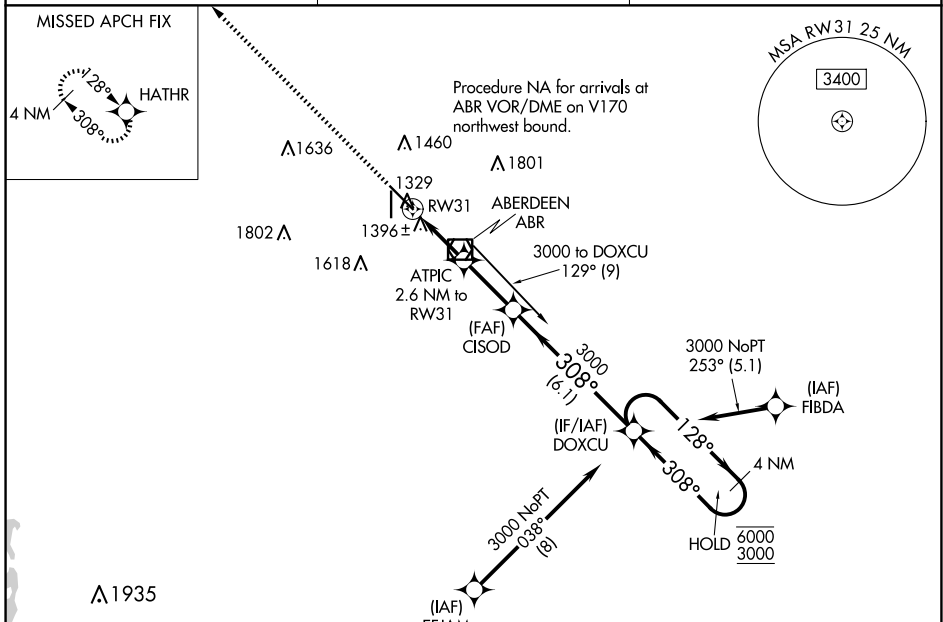 MISSED APCH FIX
128°
HATHR
4 NM
308°
Procedure NA for arrivals at
ABR VOR/DME on V170
northwest bound.
MSA RW31 25 NM
3400
1636
1460
1801
1329
RW31
1802
1396±
1618
ABERDEEN
ABR
3000 to DOXCU
129° (9)
ATPIC
2.6 NM to
RW31
(FAF)
CISOD
3000
308°
(6.1)
3000 NoPT
253° (5.1)
(IAF)
FIBDA
(IF/IAF)
DOXCU
128°
308°
4 NM
HOLD
6000
3000
3000 NoPT
038°
(8)
1935
(IAF)